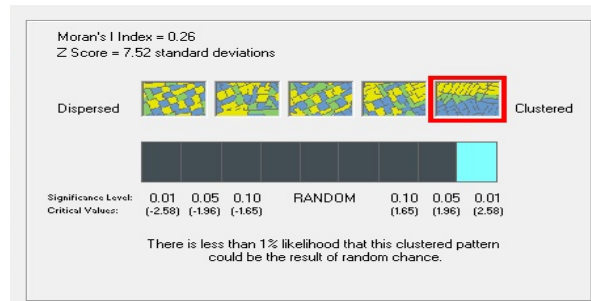 Moran's I Index = 0.26
Z Score = 7.52 standard deviations
Dispersed
Clustered
Significance Level: 0.01 0.05 0.10 RANDOM 0.10 0.05 0.01
Critical Values: (-2.58) (-1.96) (-1.65) (1.65) (1.96) (2.58)
There is less than 1% likelihood that this clustered pattern
could be the result of random chance.